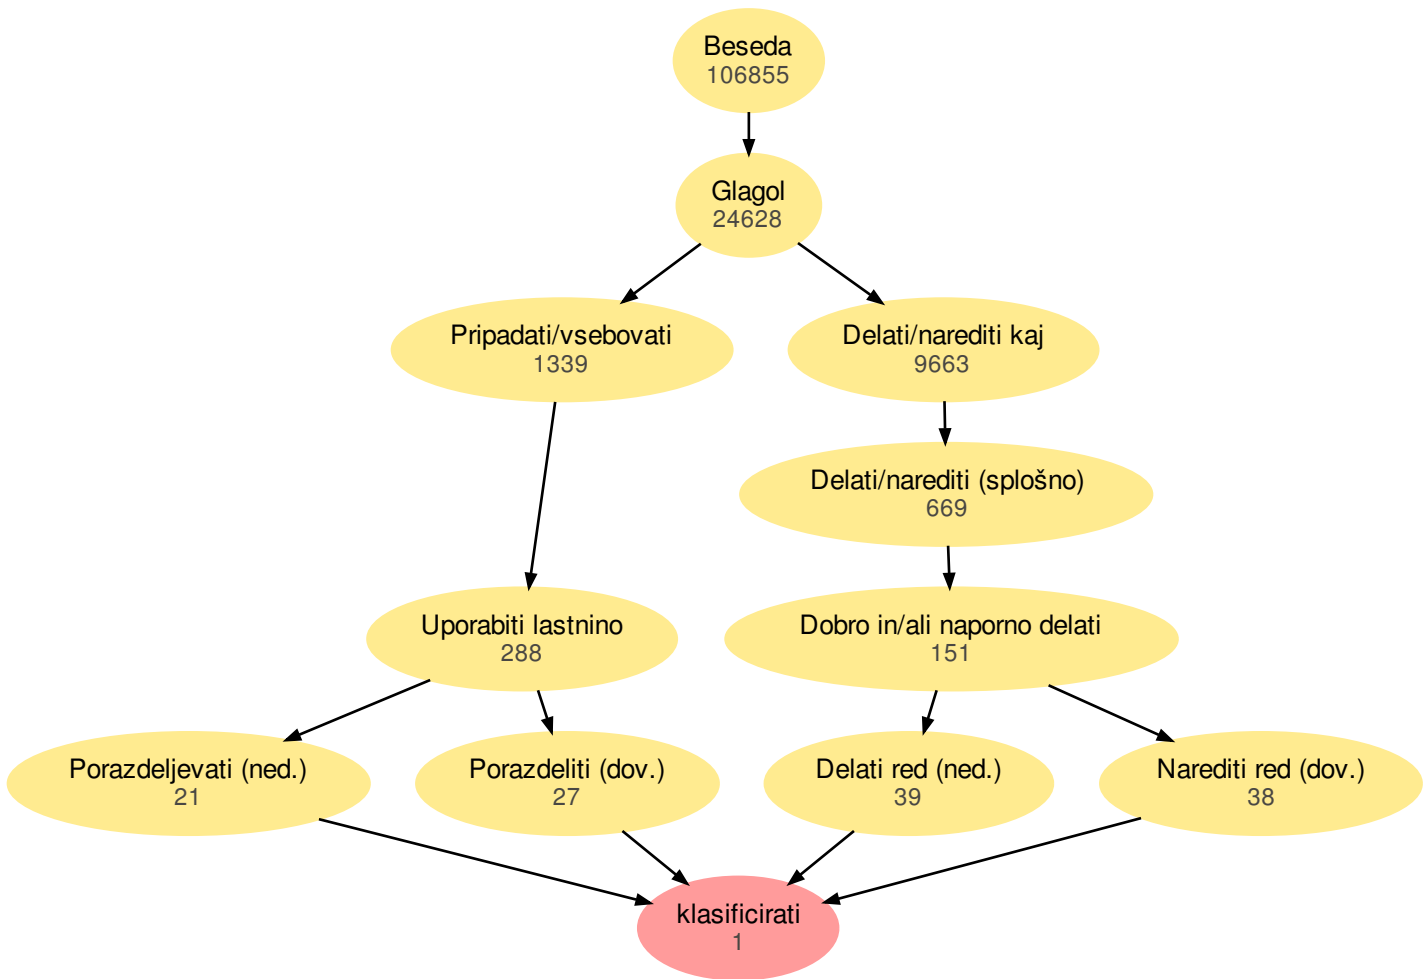 Beseda
106855
Glagol
24628
Pripadati/vsebovati
1339
Delati/narediti kaj
9663
Delati/narediti (splošno)
669
Uporabiti lastnino
288
Dobro in/ali naporno delati
151
Porazdeljevati (ned.)
21
Porazdeliti (dov.)
27
Delati red (ned.)
39
Narediti red (dov.)
38
klasificirati
1